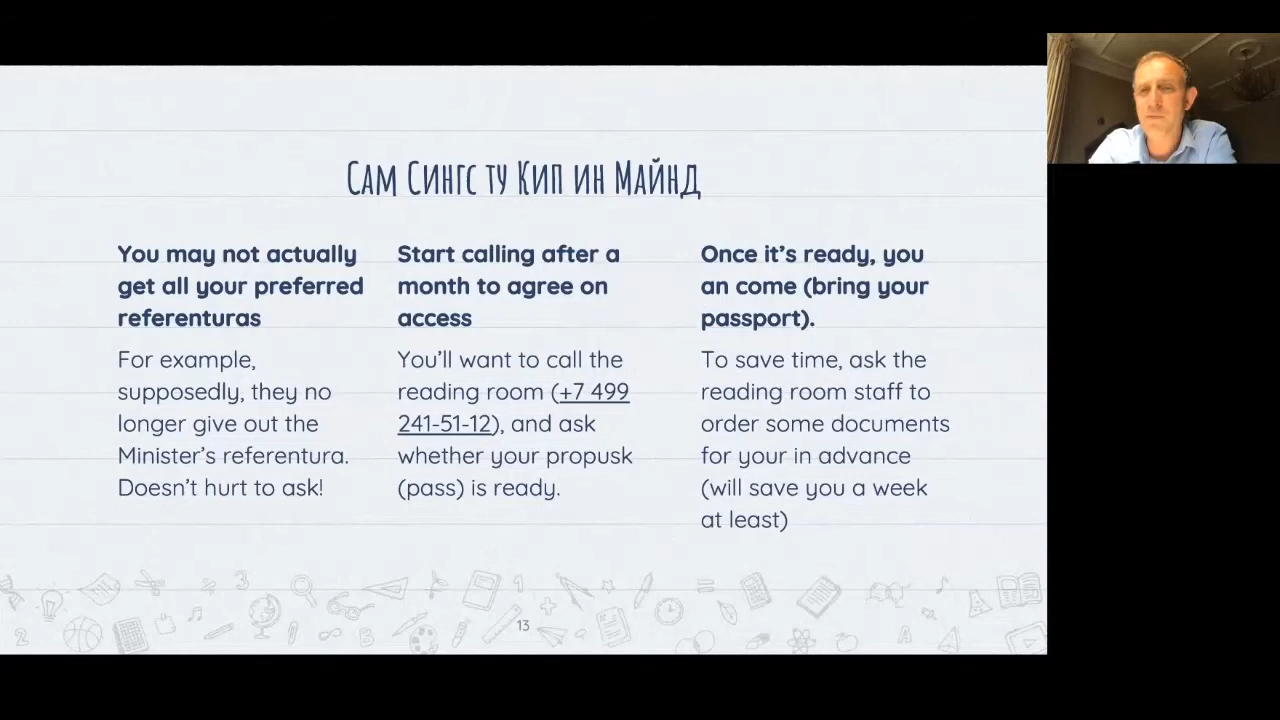 Сам Сингс ту Кип ин Майнд
You may not actually
get all your preferred
referenturas
For example,
supposedly, they no
longer give out the
Minister's referentura.
Doesn't hurt to ask!
Start calling after a
month to agree on
access
You'll want to call the
reading room (+7 499
241-51-12), and ask
whether your propusk
(pass) is ready.
Once it's ready, you
an come (bring your
passport).
To save time, ask the
reading room staff to
order some documents
for your in advance
(will save you a week
at least)
13